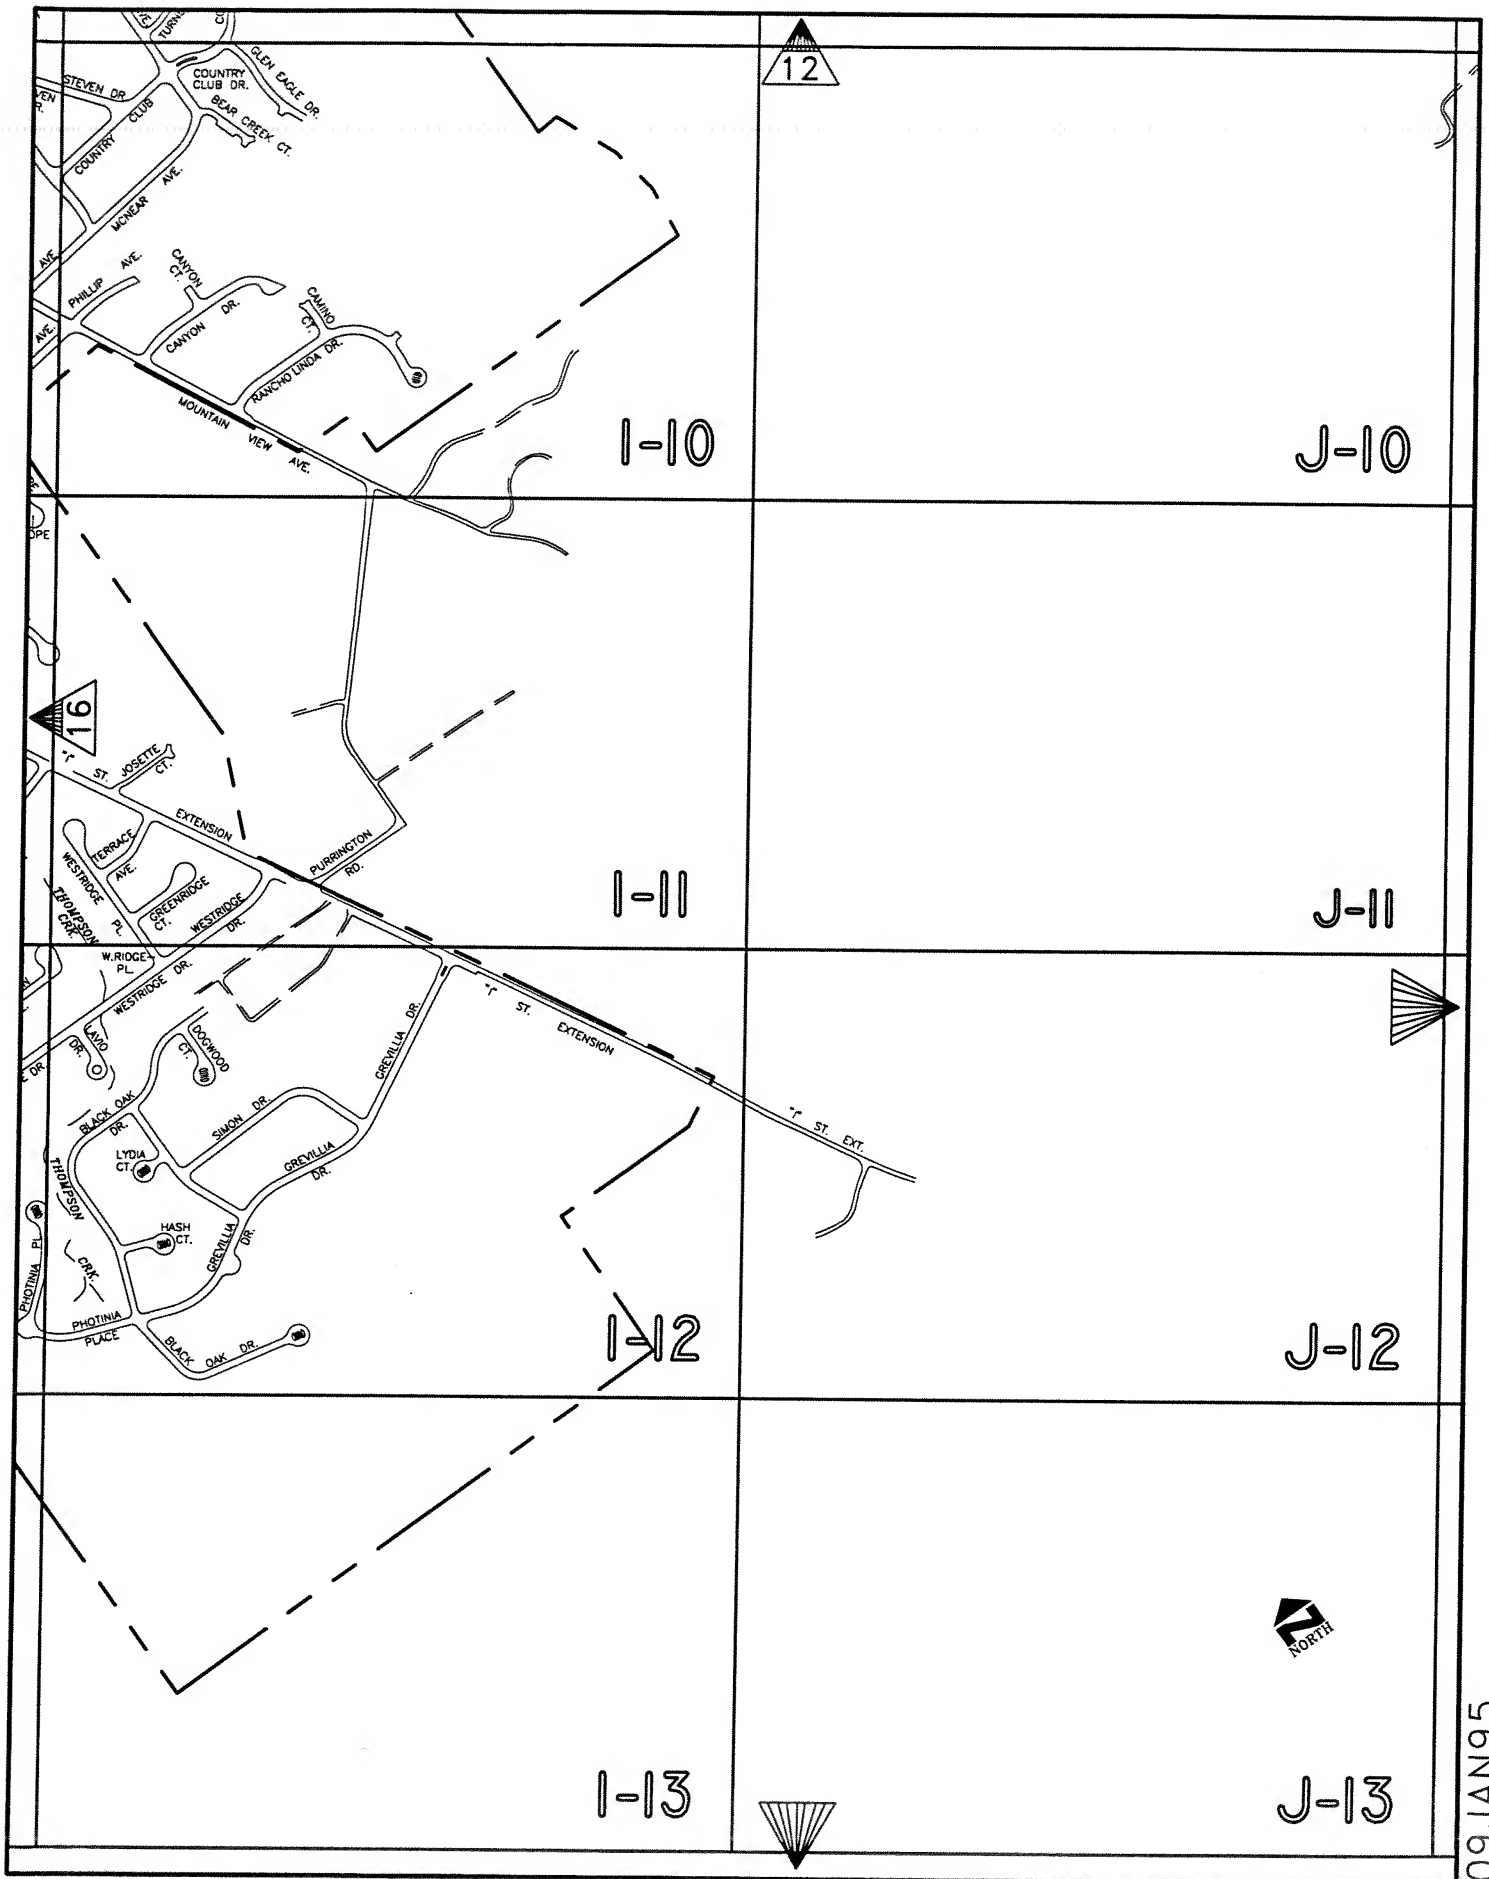 TURN
CO
GLEN EAGLE DR.
COUNTRY
CLUB DR.
12
STEVEN DR
VEN
R.
COUNTRY CLUB
BEAR CREEK CT.
MCNEAR AVE.
AVE.
PHILLIP AVE.
CANYON
CT.
CANYON DR.
CAMINO
CT.
AVE.
RANCHO LINDA DR.
MOUNTAIN VIEW AVE.
I-10
J-10
OPE
16
"I" ST. EXTENSION
JOSETTE
CT.
TERRACE
AVE.
WESTRIDGE PL.
PURRINGTON
RD.
GREENRIDGE
CT.
WESTRIDGE
DR.
THOMPSON
CRK.
I-11
J-11
W.RIDGE
PL.
WESTRIDGE DR.
"I" ST. EXTENSION
LAVIO
DR.
E DR.
DOGWOOD
CT.
GREVILLIA DR.
BLACK OAK
DR.
SIMON DR.
"I" ST. EXT.
LYDIA
CT.
GREVILLIA
DR.
THOMPSON
CRK.
HASH
CT.
GREVILLIA
DR.
PHOTINIA PL
PHOTINIA
PLACE
BLACK OAK DR.
I-12
J-12
NORTH
I-13
J-13
09JAN95